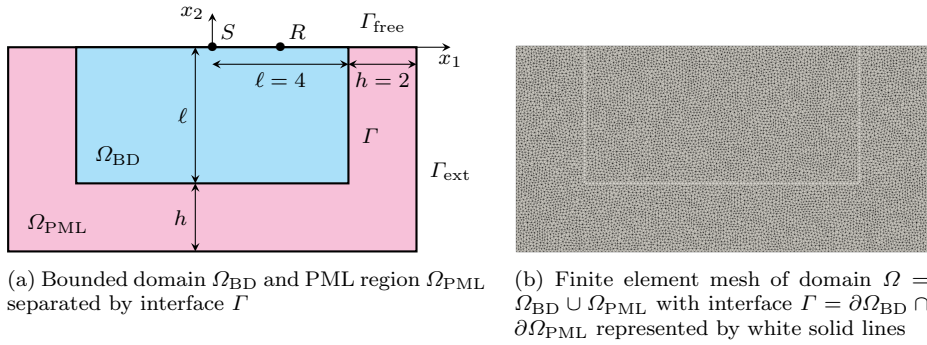 x₂
S
R
Γfree
x₁
ℓ = 4
h = 2
ℓ
Γ
ΩBD
Γext
ΩPML
h
(a) Bounded domain ΩBD and PML region ΩPML
separated by interface Γ
(b) Finite element mesh of domain Ω =
ΩBD ∪ ΩPML with interface Γ = ∂ΩBD ∩
∂ΩPML represented by white solid lines